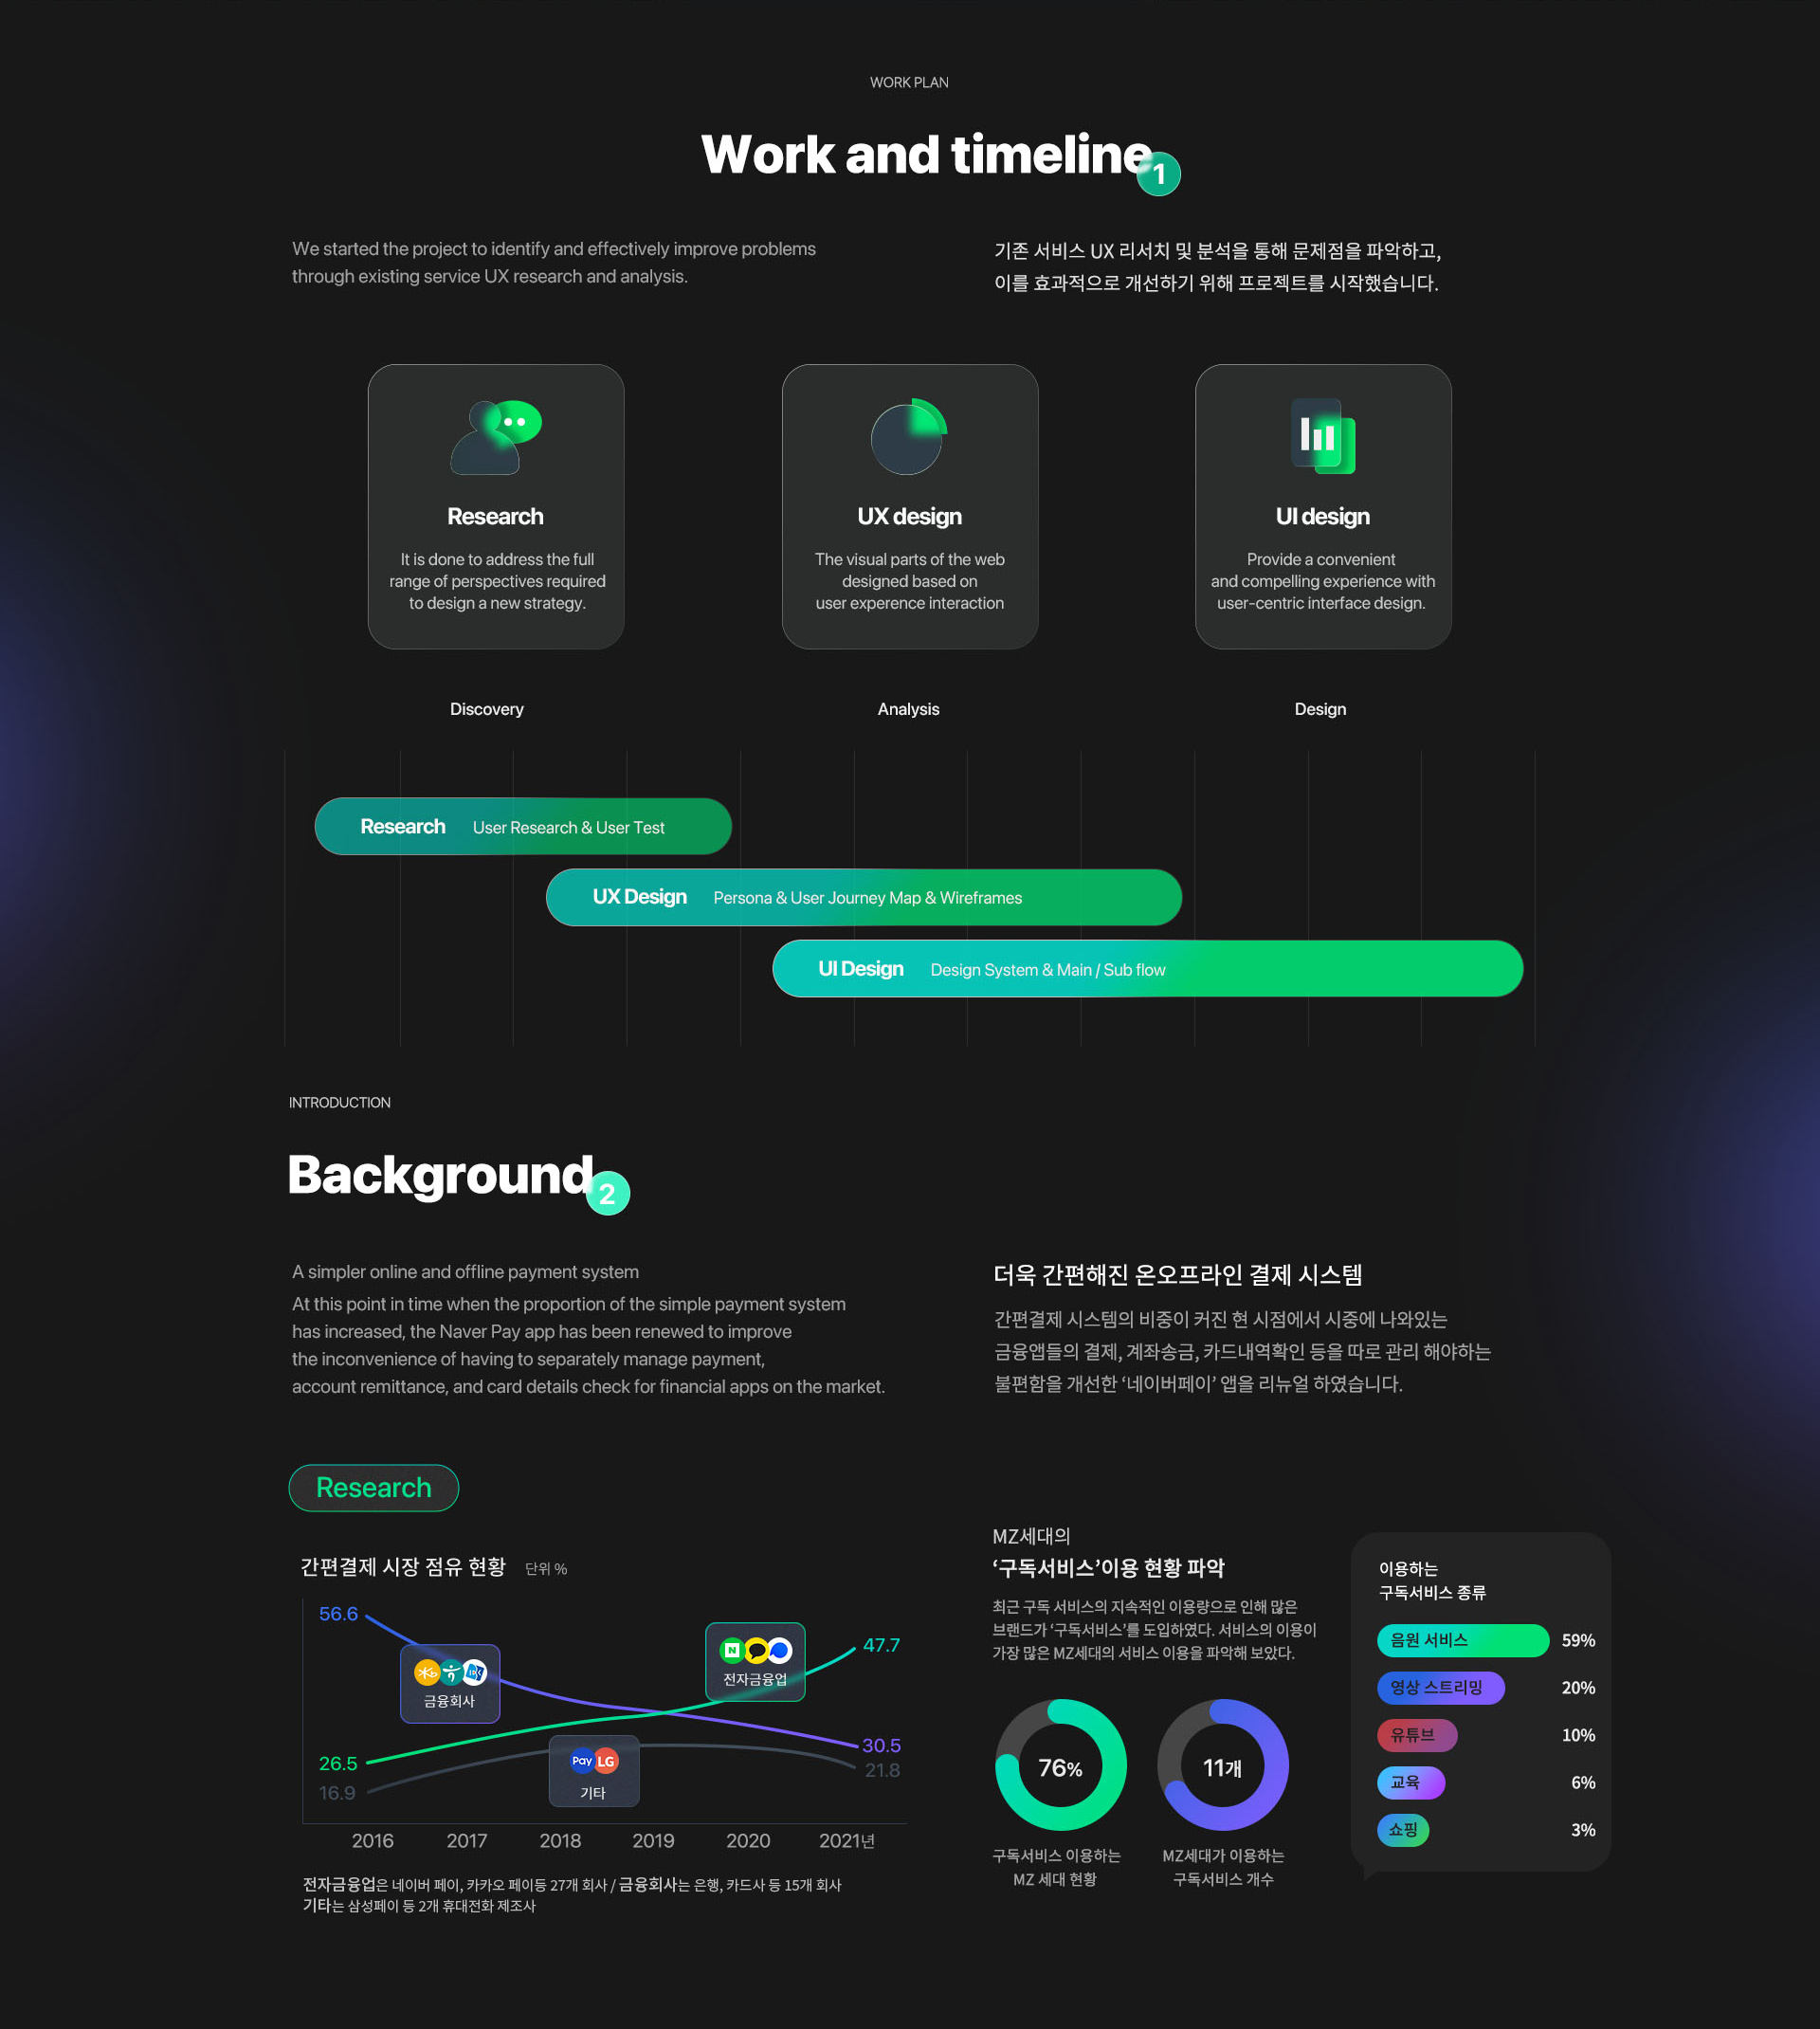 WORK PLAN
Work and timeline
1
We started the project to identify and effectively improve problems
through existing service UX research and analysis.
기존 서비스 UX 리서치 및 분석을 통해 문제점을 파악하고,
이를 효과적으로 개선하기 위해 프로젝트를 시작했습니다.
Research
It is done to address the full
range of perspectives required
to design a new strategy.
UX design
The visual parts of the web
designed based on
user experence interaction
UI design
Provide a convenient
and compelling experience with
user-centric interface design.
Discovery
Analysis
Design
Research User Research & User Test
UX Design Persona & User Journey Map & Wireframes
UI Design Design System & Main / Sub flow
INTRODUCTION
Background
2
A simpler online and offline payment system
At this point in time when the proportion of the simple payment system
has increased, the Naver Pay app has been renewed to improve
the inconvenience of having to separately manage payment,
account remittance, and card details check for financial apps on the market.
더욱 간편해진 온오프라인 결제 시스템
간편결제 시스템의 비중이 커진 현 시점에서 시중에 나와있는
금융앱들의 결제, 계좌송금, 카드내역확인 등을 따로 관리 해야하는
불편함을 개선한 ‘네이버페이’ 앱을 리뉴얼 하였습니다.
Research
간편결제 시장 점유 현황 단위 %
56.6
금융회사
N
전자금융업
47.7
26.5
16.9
Pay LG
기타
30.5
21.8
2016 2017 2018 2019 2020 2021년
전자금융업은 네이버 페이, 카카오 페이등 27개 회사 / 금융회사는 은행, 카드사 등 15개 회사
기타는 삼성페이 등 2개 휴대전화 제조사
MZ세대의
‘구독서비스’이용 현황 파악
최근 구독 서비스의 지속적인 이용량으로 인해 많은
브랜드가 ‘구독서비스’를 도입하였다. 서비스의 이용이
가장 많은 MZ세대의 서비스 이용을 파악해 보았다.
76%
구독서비스 이용하는
MZ 세대 현황
11개
MZ세대가 이용하는
구독서비스 개수
이용하는
구독서비스 종류
음원 서비스 59%
영상 스트리밍 20%
유튜브 10%
교육 6%
쇼핑 3%